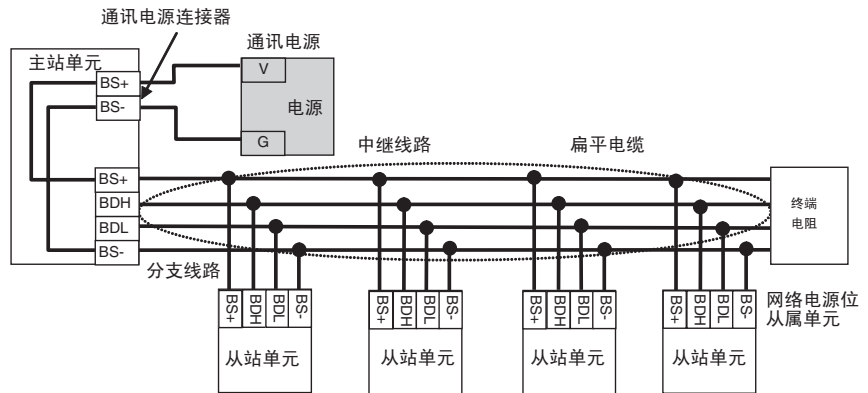 通讯电源连接器
通讯电源
主站单元
BS+
V
BS-
电源
G
中继线路
扁平电缆
BS+
BDH
BDL
BS-
终端
电阻
分支线路
BS+
BDH
BDL
BS-
从站单元
BS+
BDH
BDL
BS-
从站单元
BS+
BDH
BDL
BS-
从站单元
BS+
BDH
BDL
BS-
从站单元
网络电源位
从属单元